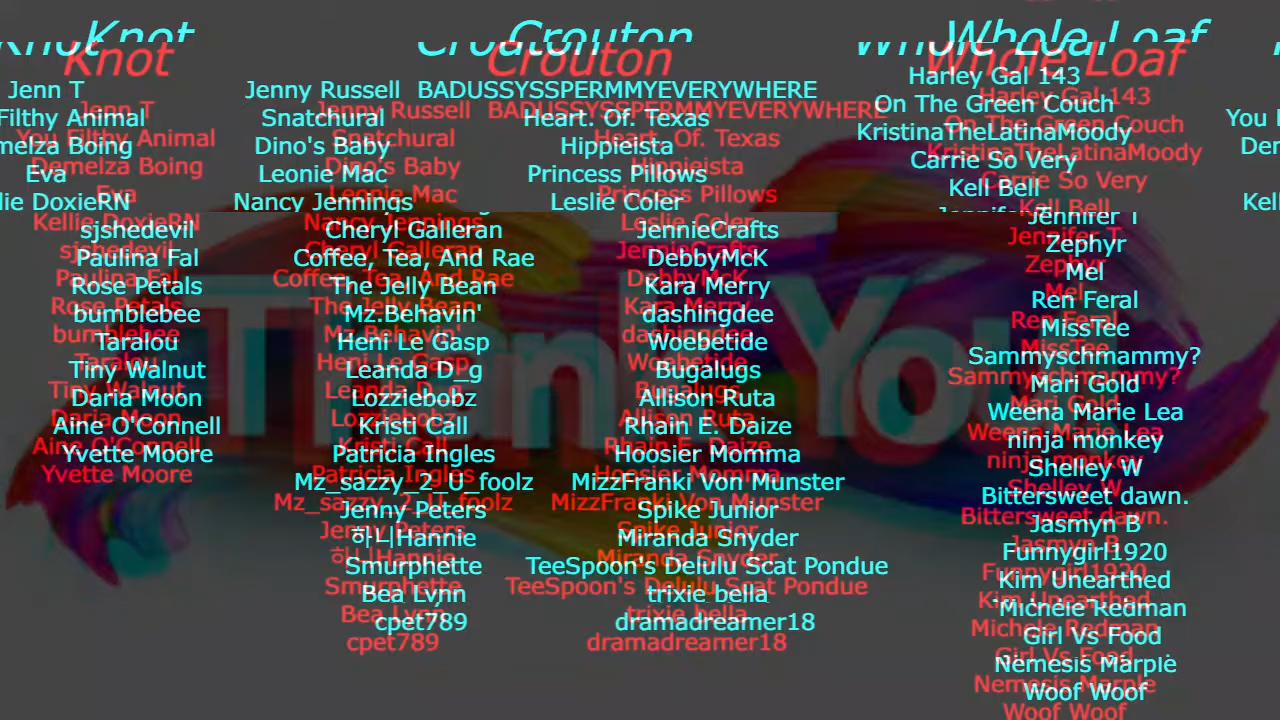 Knot
Jenn T
You Filthy Animal
Demelza Boing
Eva
Kellie DoxieRN
sjshedevil
Paulina Fal
Rose Petals
bumblebee
Taralou
Tiny Walnut
Daria Moon
Aine O'Connell
Yvette Moore
Crouton
Jenny Russell
Snatchural
Dino's Baby
Leonie Mac
Nancy Jennings
Cheryl Galleran
Coffee, Tea, And Rae
The Jelly Bean
Mz.Behavin'
Heni Le Gasp
Leanda D_g
Lozziebobz
Kristi Call
Patricia Ingles
Mz_sazzy_2_U_foolz
Jenny Peters
하니Hannie
Smurphette
Bea Lynn
cpet789
BADUSSYSSPERMMYEVERYWHERE
Heart. Of. Texas
Hippieista
Princess Pillows
Leslie Coler
JennieCrafts
DebbyMcK
Kara Merry
dashingdee
Woebetide
Bugalugs
Allison Ruta
Rhain E. Daize
Hoosier Momma
MizzFranki Von Munster
Spike Junior
Miranda Snyder
TeeSpoon's Delulu Scat Pondue
trixie bella
dramadreamer18
Whole Loaf
Harley Gal 143
On The Green Couch
KristinaTheLatinaMoody
Carrie So Very
Kell Bell
Jennifer T
Zephyr
Mel
Ren Feral
MissTee
Sammyschmammy?
Mari Gold
Weena Marie Lea
ninja monkey
Shelley W
Bittersweet dawn.
Jasmyn B
Funnygirl1920
Kim Unearthed
Michele Redman
Girl Vs Food
Nemesis Marple
Woof Woof
Thank You